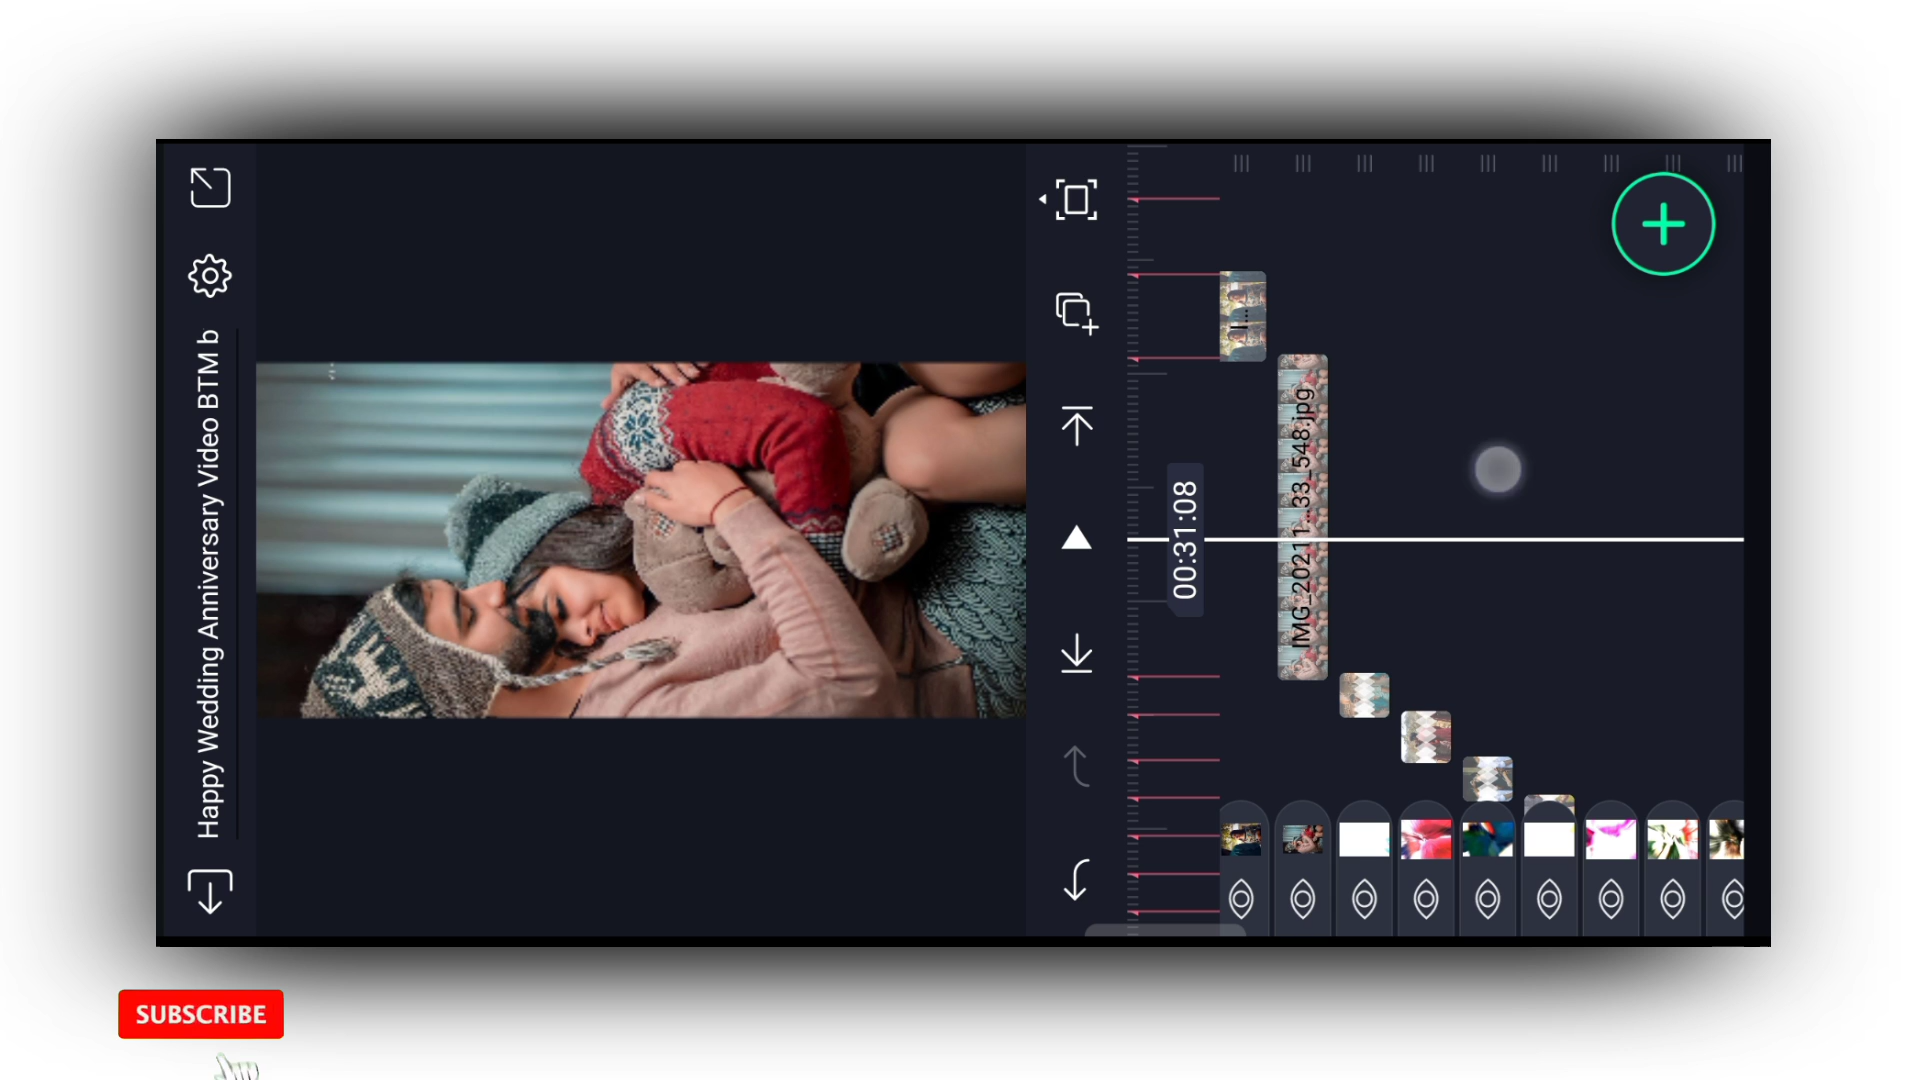 Happy Wedding Anniversary Video BTM b
00:31:08
I...
IMG_20211...33_548.jpg
SUBSCRIBE